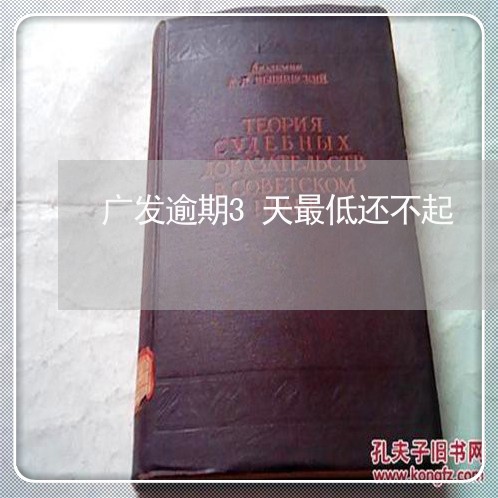 Академик
ВЫШИНСКИЙ
ТЕОРИЯ
СУДЕБНЫХ
ДОКАЗАТЕЛЬСТВ
В СОВЕТСКОМ
广发逾期3 天最低还不起
孔夫子旧书网
www.kongfz.com